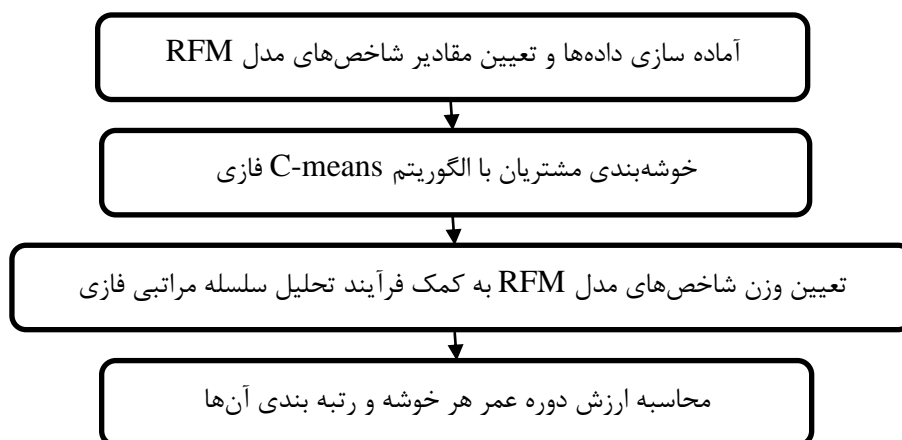 آماده سازی داده‌ها و تعیین مقادیر شاخص‌های مدل RFM
خوشه‌بندی مشتریان با الگوریتم C-means فازی
تعیین وزن شاخص‌های مدل RFM به کمک فرآیند تحلیل سلسله مراتبی فازی
محاسبه ارزش دوره عمر هر خوشه و رتبه بندی آن‌ها